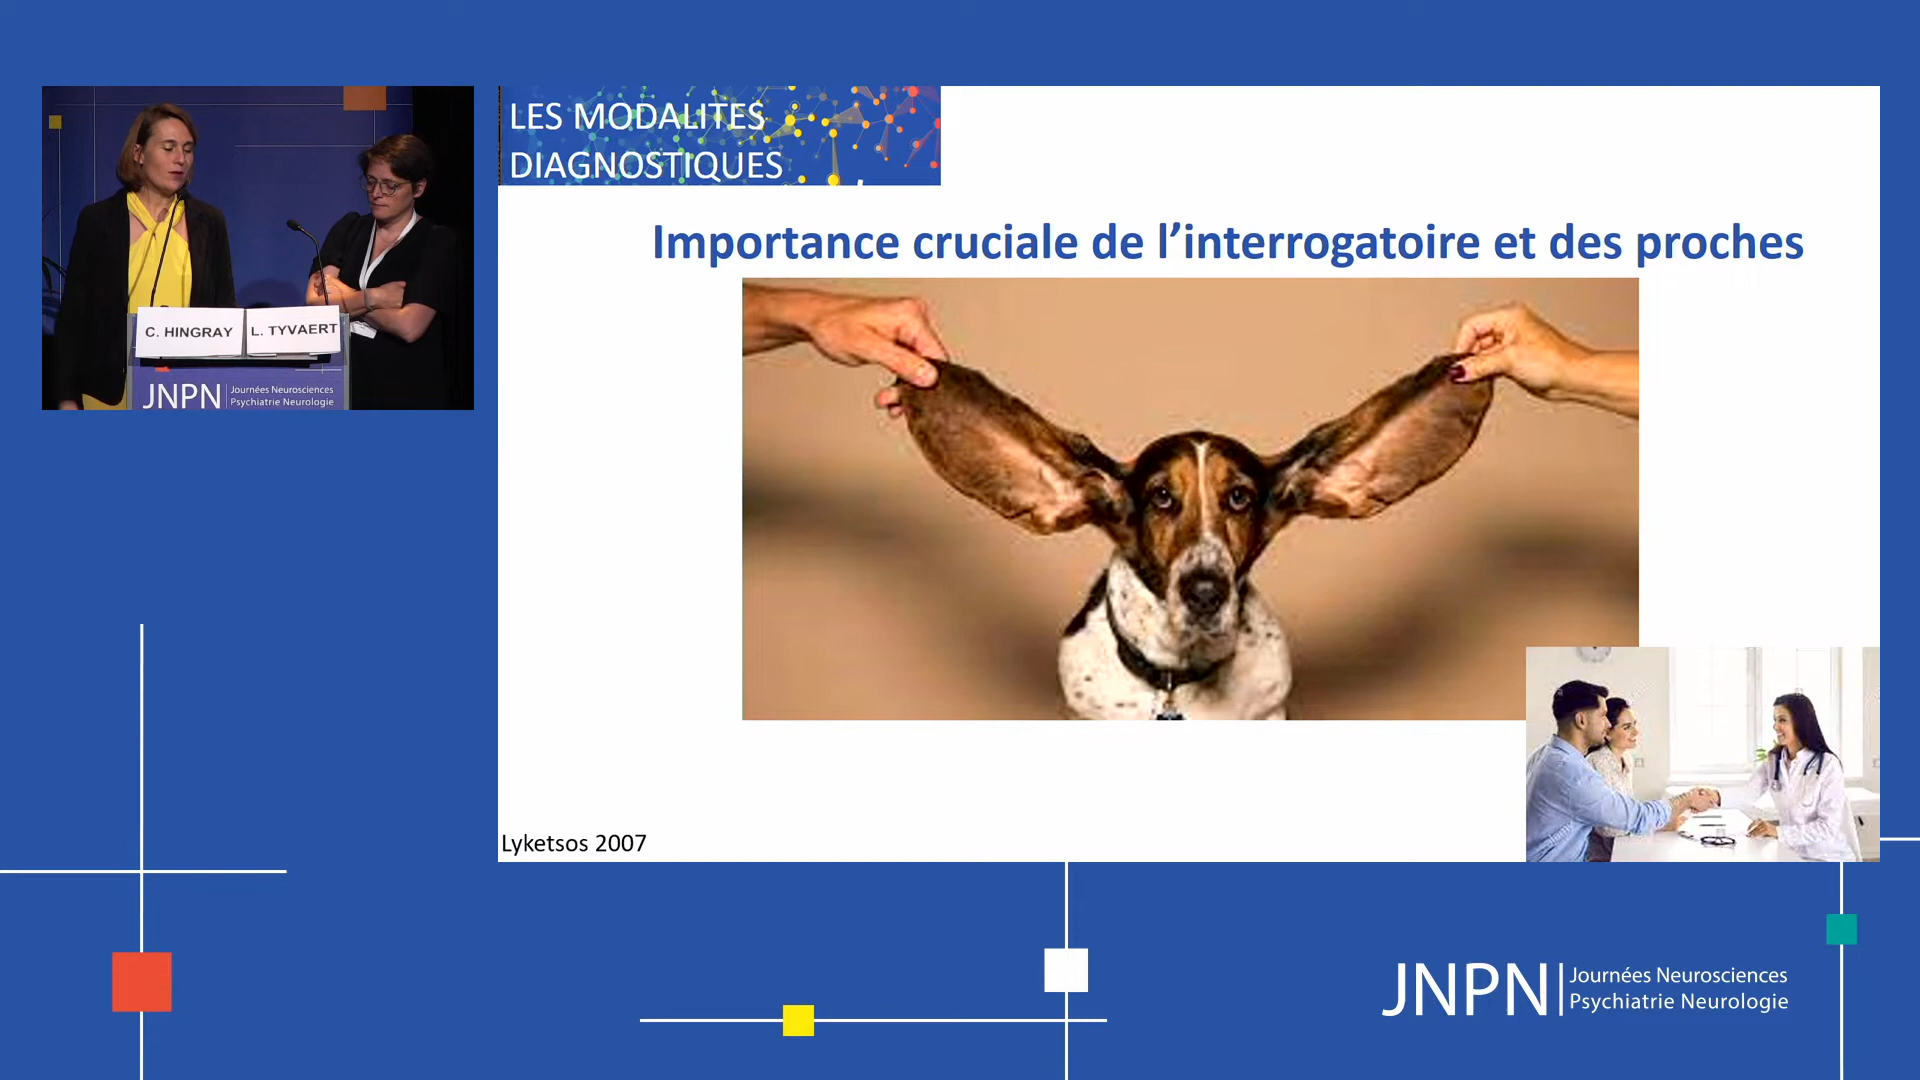 LES MODALITES
DIAGNOSTIQUES
Importance cruciale de l’interrogatoire et des proches
C. HINGRAY
L. TYVAERT
JNPN
Journées Neurosciences
Psychiatrie Neurologie
Lyketsos 2007
JNPN
Journées Neurosciences
Psychiatrie Neurologie